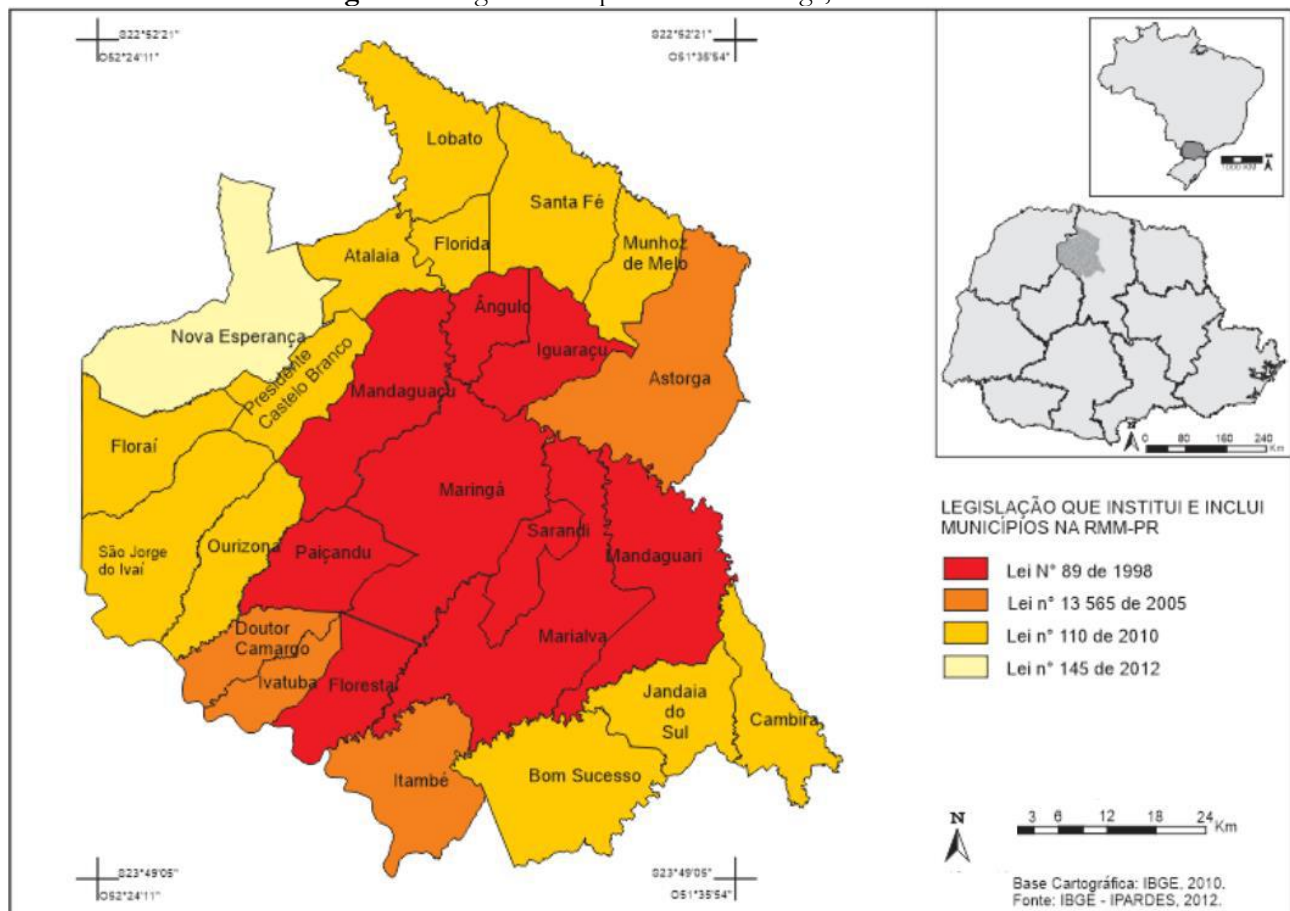 S22°52'21"
O52°24'11"
S22°52'21"
O51°35'54"
Lobato
Santa Fé
Florida
Munhoz
de Melo
Atalaia
Nova Esperança
Ângulo
Iguaraçu
Presidente
Castelo Branco
Mandaguaçu
Astorga
Floraí
Maringá
Sarandi
Mandaguari
São Jorge
do Ivaí
Ourizona
Paiçandu
Doutor
Camargo
Ivatuba
Floresta
Marialva
Jandaia
do
Sul
Cambira
Itambé
Bom Sucesso
S23°49'05"
O52°24'11"
S23°49'05"
O51°35'54"
1000 KM
N
0 80 160 240
Km
LEGISLAÇÃO QUE INSTITUI E INCLUI
MUNICÍPIOS NA RMM-PR
Lei N° 89 de 1998
Lei n° 13 565 de 2005
Lei n° 110 de 2010
Lei n° 145 de 2012
N
3 6 12 18 24
Km
Base Cartográfica: IBGE, 2010.
Fonte: IBGE - IPARDES, 2012.